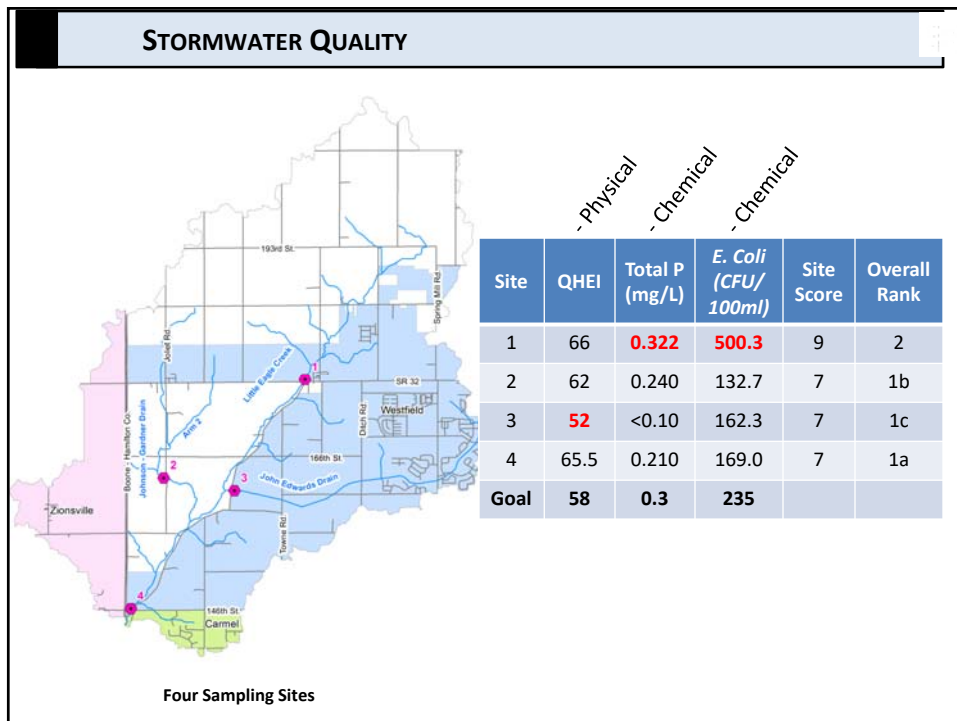 STORMWATER QUALITY
193rd St.
Spring Mill Rd.
Joliet Rd.
Little Eagle Creek
1
SR 32
Boone - Hamilton Co.
Johnson - Gardner Drain
Arm 2
Ditch Rd.
Westfield
166th St.
2
3
John Edwards Drain
Zionsville
Towne Rd.
4
146th St.
Carmel
Four Sampling Sites
- Physical
- Chemical
- Chemical
Site QHEI Total P (mg/L) E. Coli (CFU/ 100ml) Site Score Overall Rank
1 66 0.322 500.3 9 2
2 62 0.240 132.7 7 1b
3 52 <0.10 162.3 7 1c
4 65.5 0.210 169.0 7 1a
Goal 58 0.3 235